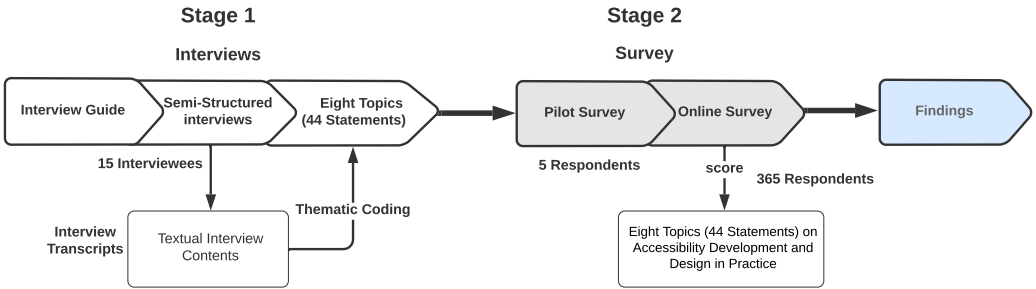 Stage 1
Stage 2
Interviews
Survey
Interview Guide
Semi-Structured
interviews
Eight Topics
(44 Statements)
Pilot Survey
Online Survey
Findings
15 Interviewees
5 Respondents
score
365 Respondents
Thematic Coding
Interview
Transcripts
Textual Interview
Contents
Eight Topics (44 Statements) on
Accessibility Development and
Design in Practice